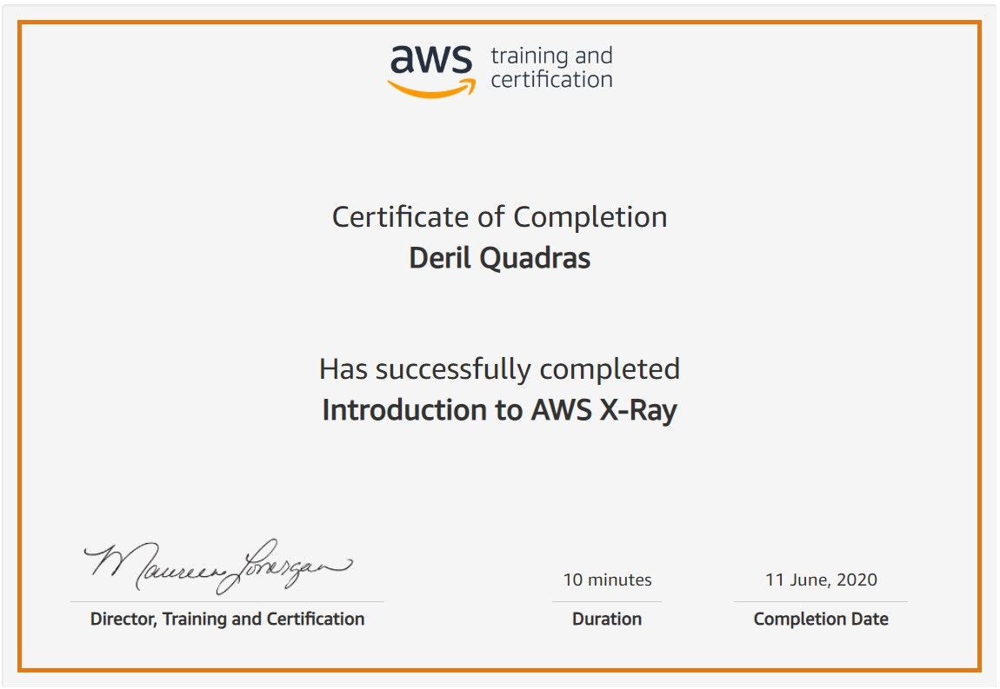 aws training and
certification
Certificate of Completion
Deril Quadras
Has successfully completed
Introduction to AWS X-Ray
Maureen Lonergan
10 minutes
11 June, 2020
Director, Training and Certification
Duration
Completion Date